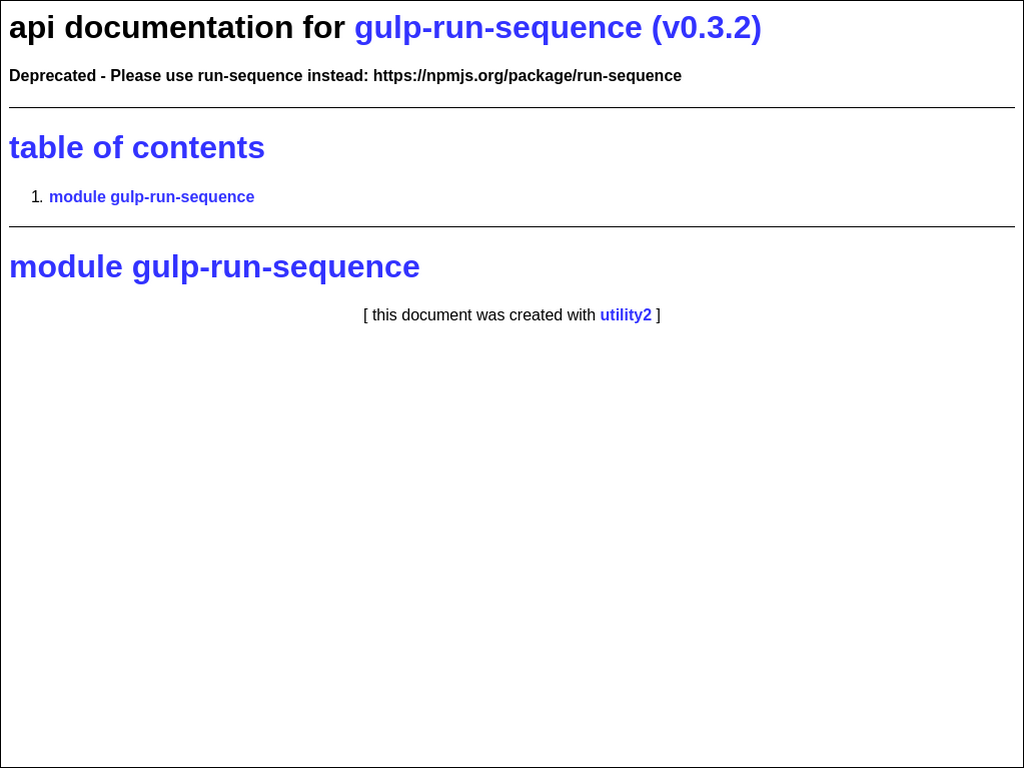 api documentation for gulp-run-sequence (v0.3.2)
Deprecated - Please use run-sequence instead: https://npmjs.org/package/run-sequence
table of contents
1. module gulp-run-sequence
module gulp-run-sequence
[ this document was created with utility2 ]